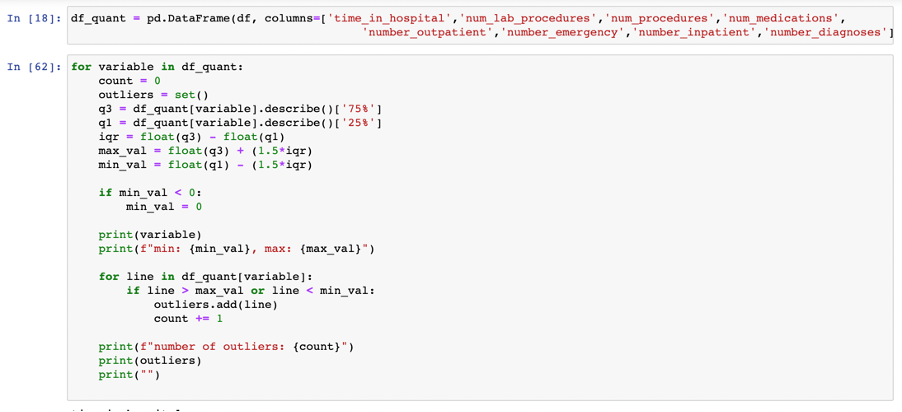 In [18]: df_quant = pd.DataFrame(df, columns=['time_in_hospital','num_lab_procedures','num_procedures','num_medications',
'number_outpatient','number_emergency','number_inpatient','number_diagnoses']
In [62]: for variable in df_quant:
count = 0
outliers = set()
q3 = df_quant[variable].describe()['75%']
q1 = df_quant[variable].describe()['25%']
iqr = float(q3) - float(q1)
max_val = float(q3) + (1.5*iqr)
min_val = float(q1) - (1.5*iqr)
if min_val < 0:
min_val = 0
print(variable)
print(f"min: {min_val}, max: {max_val}")
for line in df_quant[variable]:
if line > max_val or line < min_val:
outliers.add(line)
count += 1
print(f"number of outliers: {count}")
print(outliers)
print("")